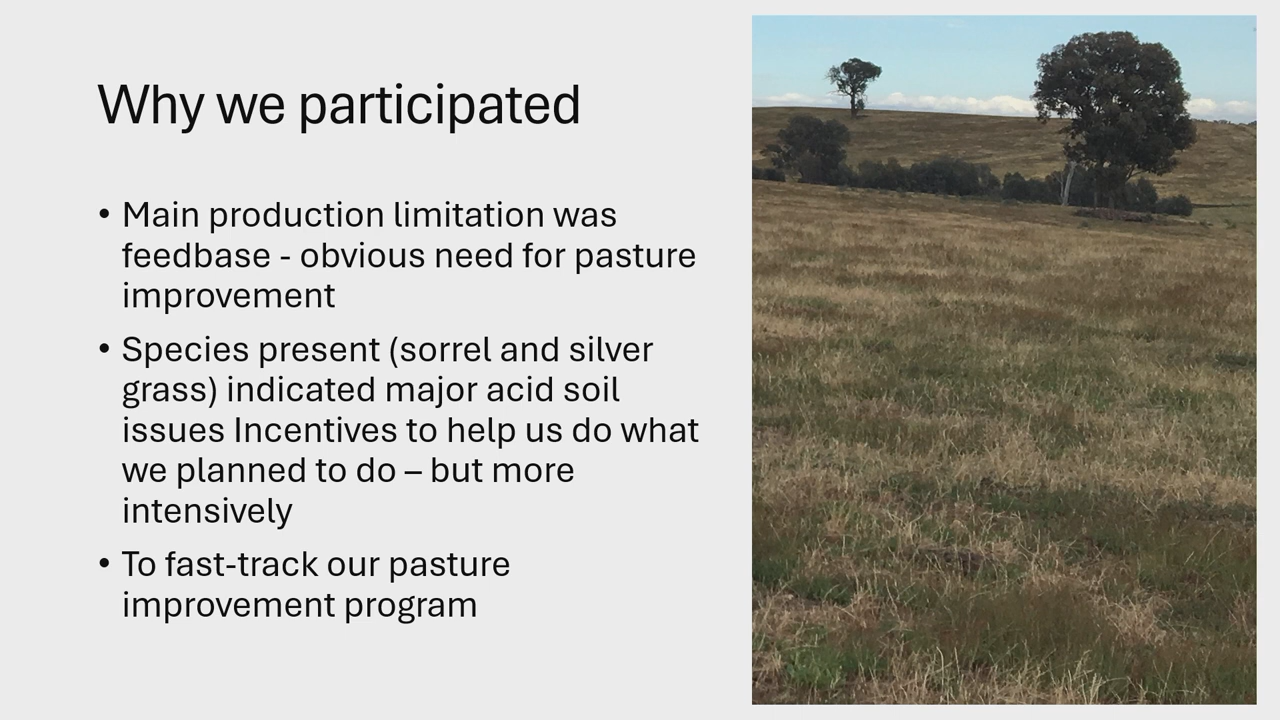 Why we participated
• Main production limitation was
feedbase - obvious need for pasture
improvement
• Species present (sorrel and silver
grass) indicated major acid soil
issues Incentives to help us do what
we planned to do – but more
intensively
• To fast-track our pasture
improvement program